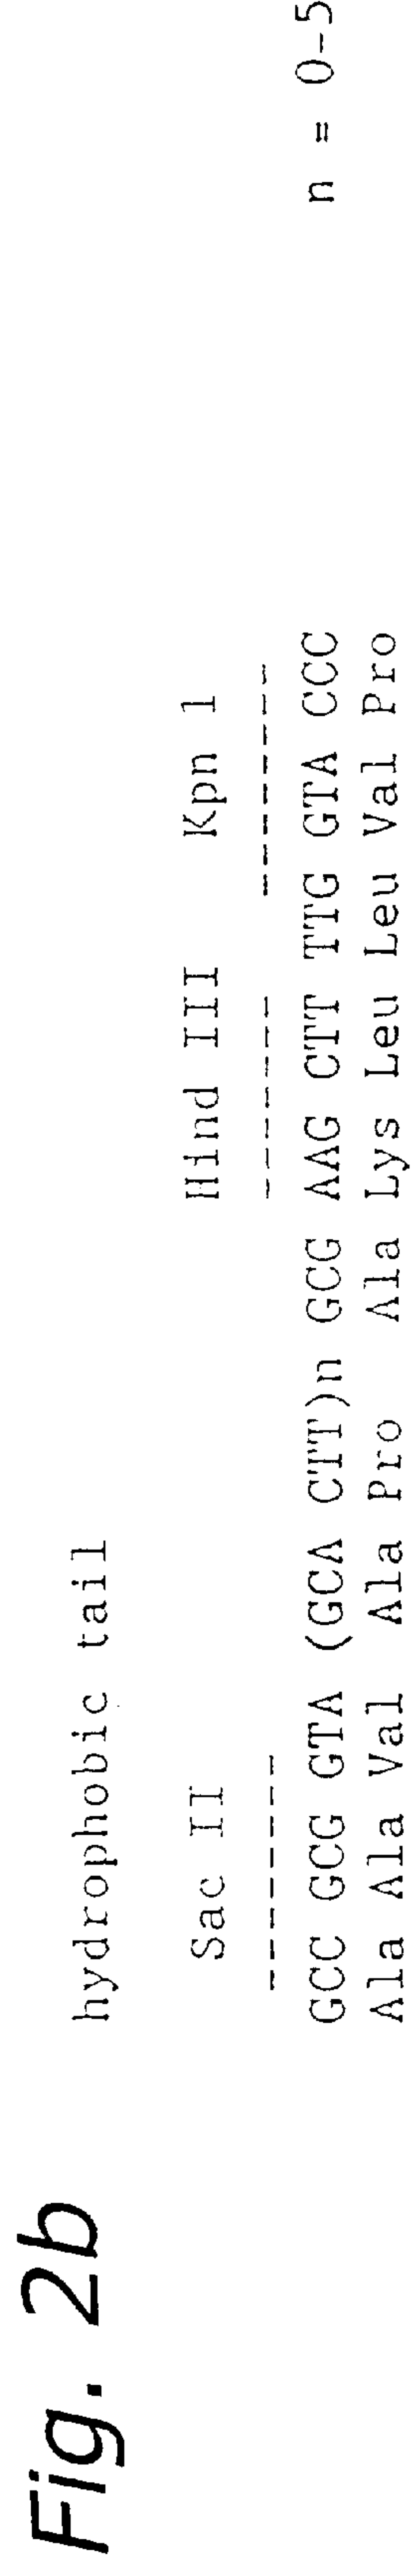 Fig. 2b
hydrophobic tail
Sac II Hind III Kpn 1
GCC GCG GTA (GCA CTT)n GCG AAG CTT TTG GTA CCC n = 0-5
Ala Ala Val Ala Pro Ala Lys Leu Leu Val Pro